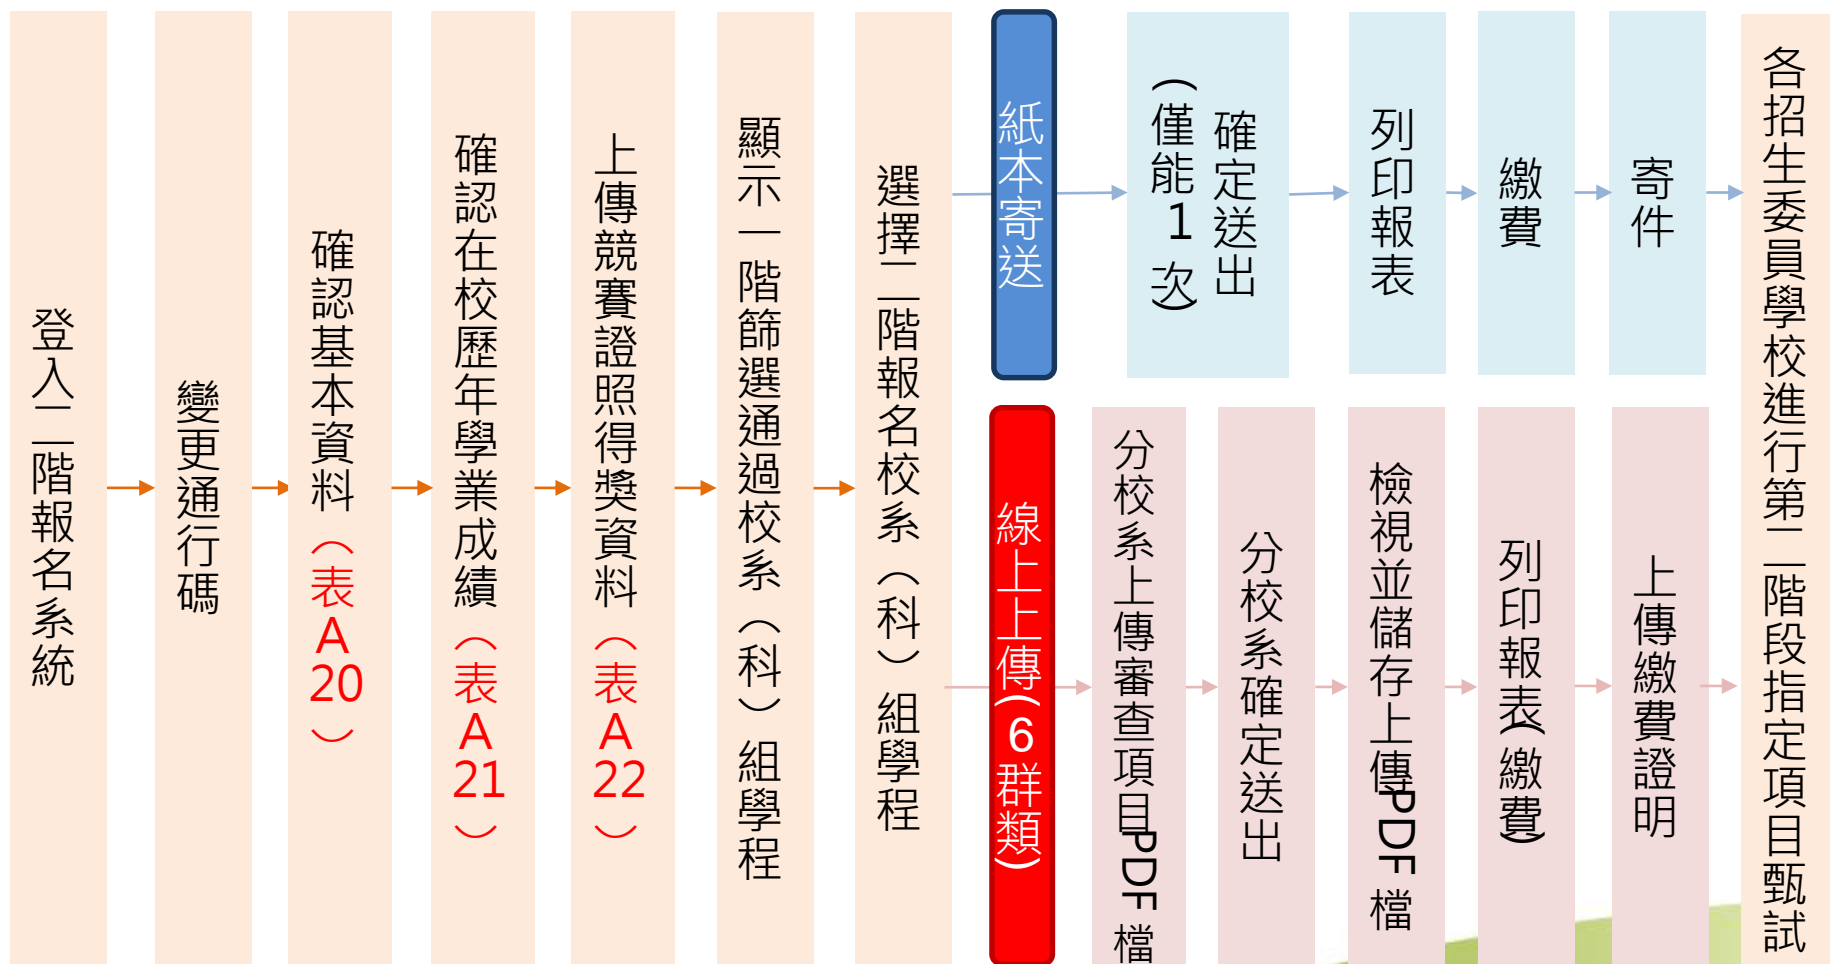 登入二階報名系統
變更通行碼
確認基本資料（表A20）
確認在校歷年學業成績（表A21）
上傳競賽證照得獎資料（表A22）
顯示一階篩選通過校系（科）組學程
選擇二階報名校系（科）組學程
紙本寄送
確定送出
(僅能1次)
列印報表
繳費
寄件
線上上傳(6群類)
分校系上傳審查項目PDF檔
分校系確定送出
檢視並儲存上傳PDF檔
列印報表(繳費)
上傳繳費證明
各招生委員學校進行第二階段指定項目甄試